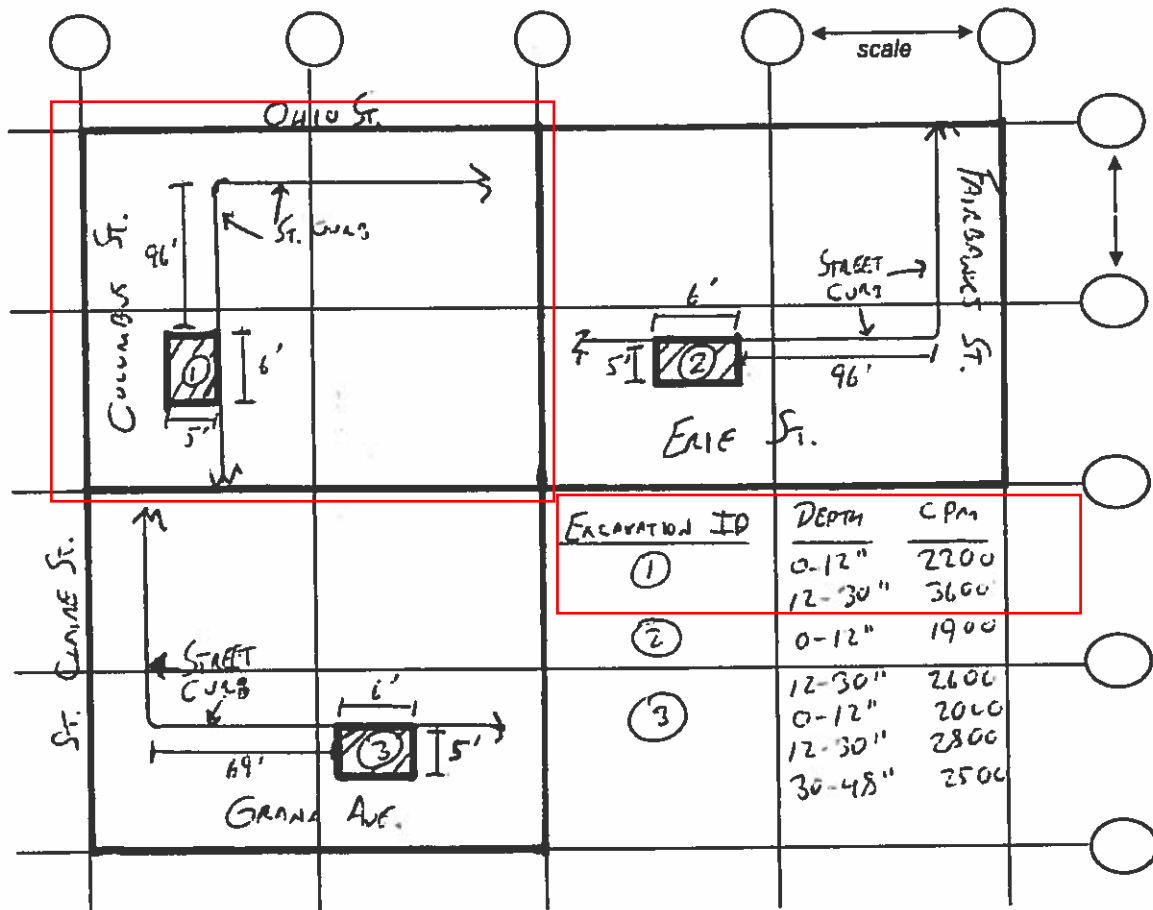 scale
OHIO ST.
ST. CURB
96'
COLUMBUS ST.
1
6'
5'
FAIRBANKS ST.
STREET
CURB
6'
5'
2
96'
ERIE ST.
ST. CLAIRE ST.
STREET
CURB
6'
69'
3
5'
GRAND AVE.
EXCAVATION ID DEPTH CPM
1 0-12" 2200
12-30" 3600
2 0-12" 1900
12-30" 2600
3 0-12" 2000
12-30" 2800
30-48" 2500